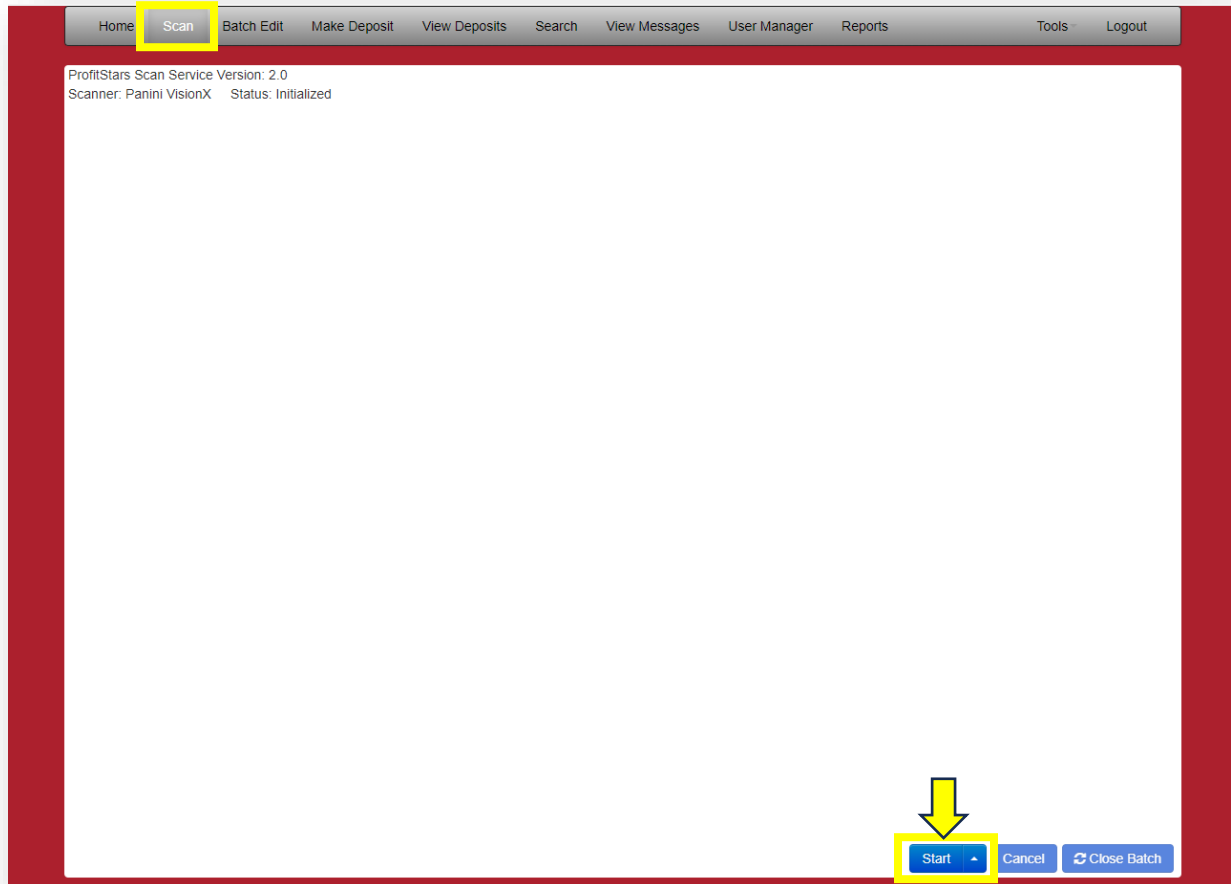 Home Scan Batch Edit Make Deposit View Deposits Search View Messages User Manager Reports Tools Logout
ProfitStars Scan Service Version: 2.0
Scanner: Panini VisionX Status: Initialized
Start Cancel Close Batch